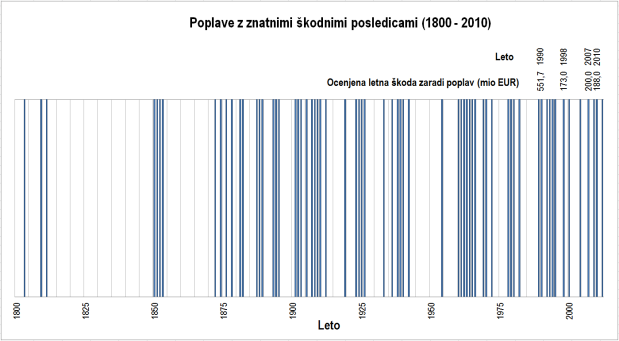 Poplave z znatnimi škodnimi posledicami (1800 - 2010)
Leto 1990 1998 2007 2010
Ocenjena letna škoda zaradi poplav (mio EUR) 551,7 173,0 200,0 188,0
1800 1825 1850 1875 1900 1925 1950 1975 2000
Leto